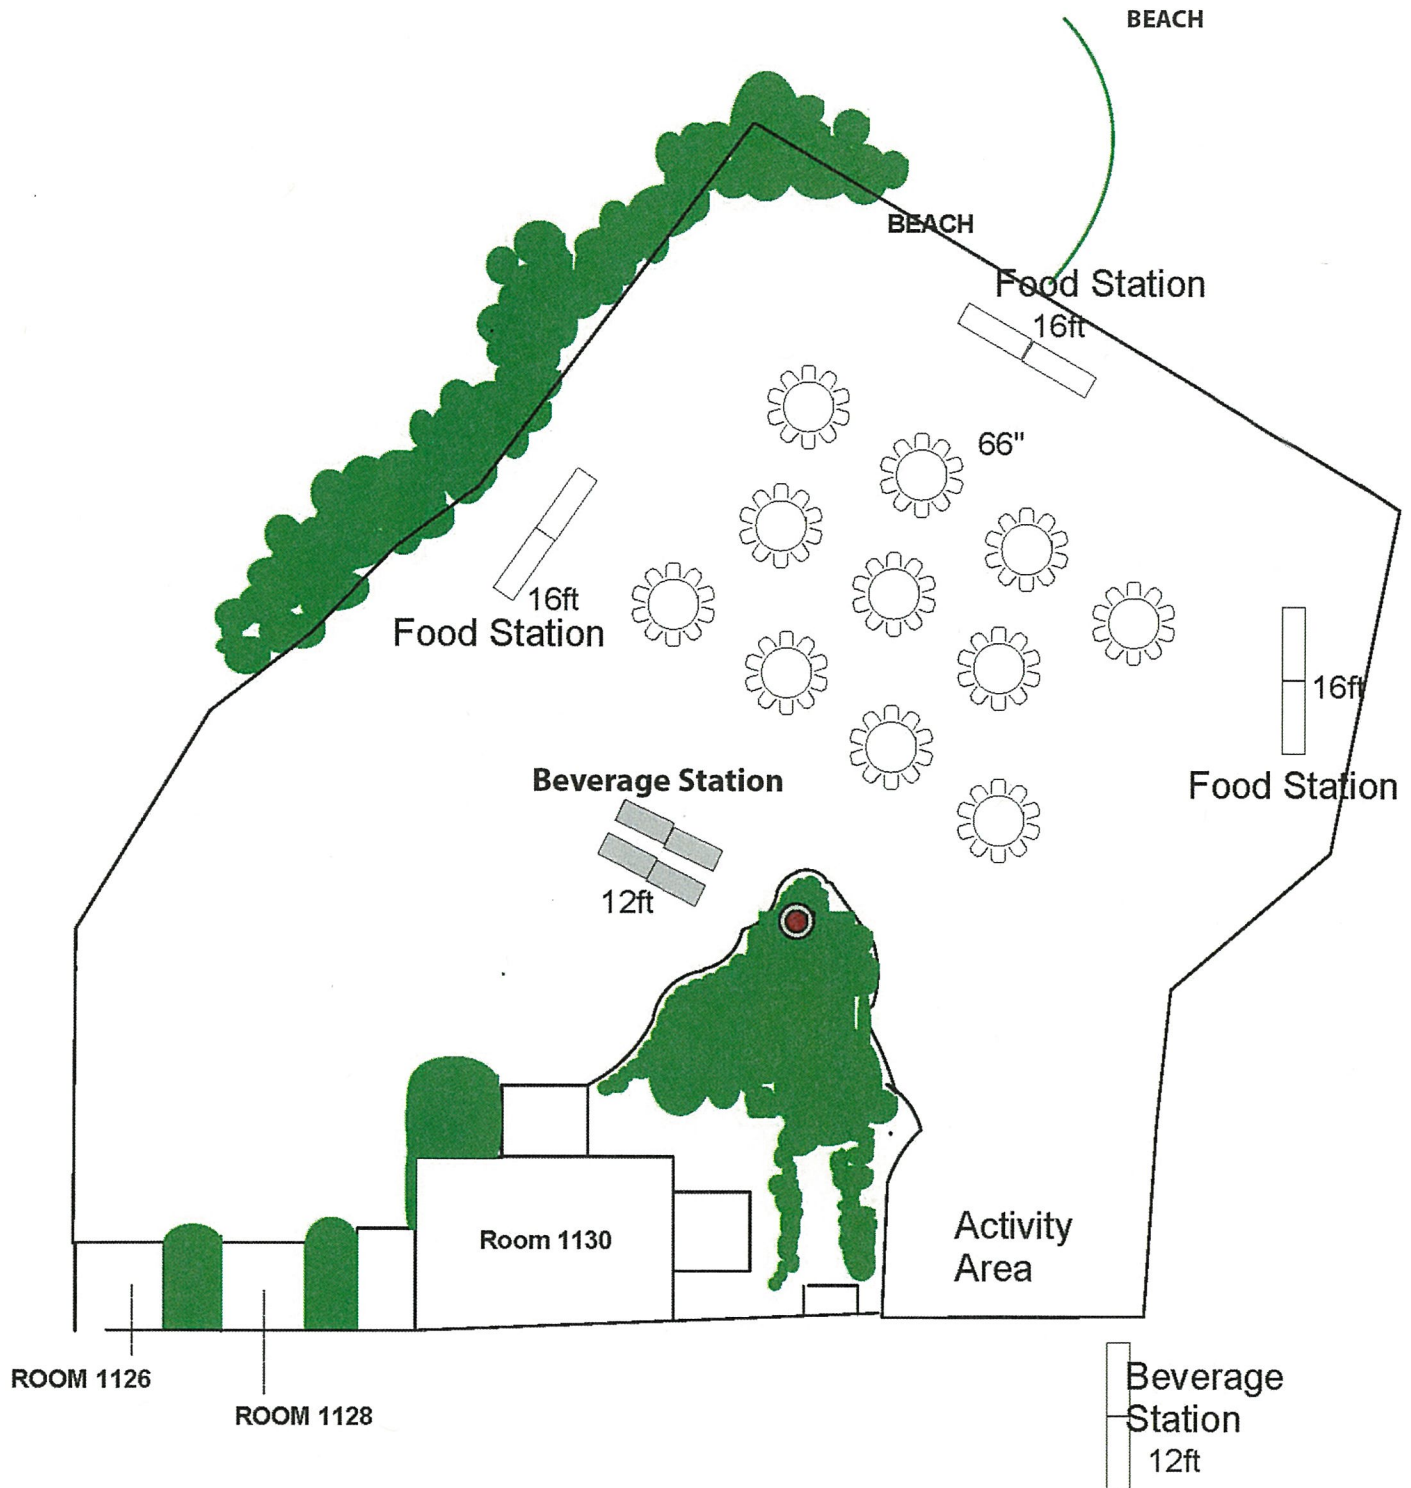 BEACH
BEACH
Food Station
16ft
66"
16ft
Food Station
16ft
Food Station
Beverage Station
12ft
Activity
Area
Room 1130
ROOM 1126
ROOM 1128
Beverage
Station
12ft